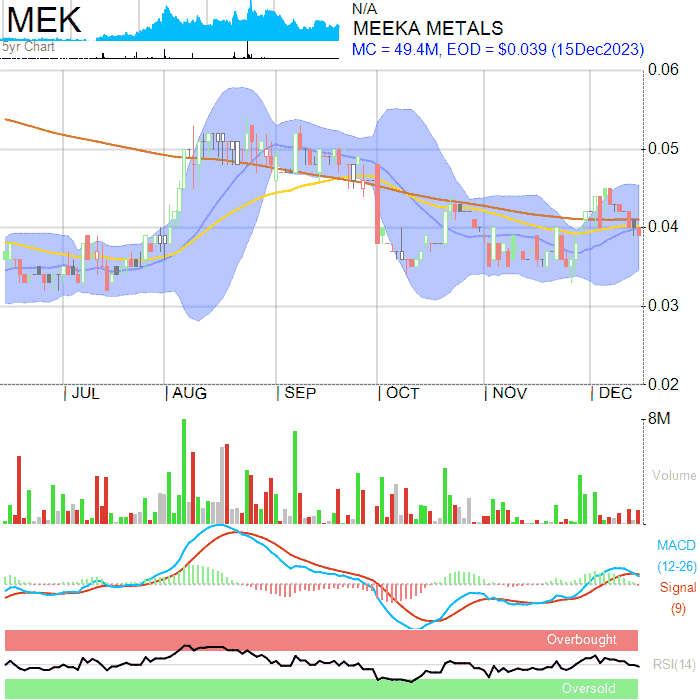 MEK
5yr Chart
N/A
MEEKA METALS
MC = 49.4M, EOD = $0.039 (15Dec2023)
0.06
0.05
0.04
0.03
0.02
JUL AUG SEP OCT NOV DEC
8M
Volume
MACD
(12-26)
Signal
(9)
Overbought
RSI(14)
Oversold